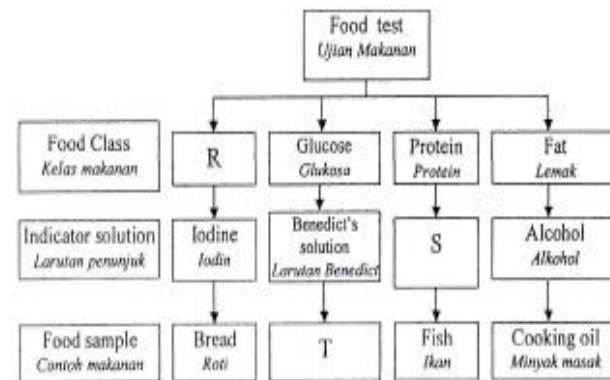 Food test
Ujian Makanan
Food Class
Kelas makanan
R
Glucose
Glukosa
Protein
Protein
Fat
Lemak
Indicator solution
Larutan penunjuk
Iodine
Iodin
Benedict's
solution
Larutan Benedict
S
Alcohol
Alkohol
Food sample
Contoh makanan
Bread
Roti
T
Fish
Ikan
Cooking oil
Minyak masak